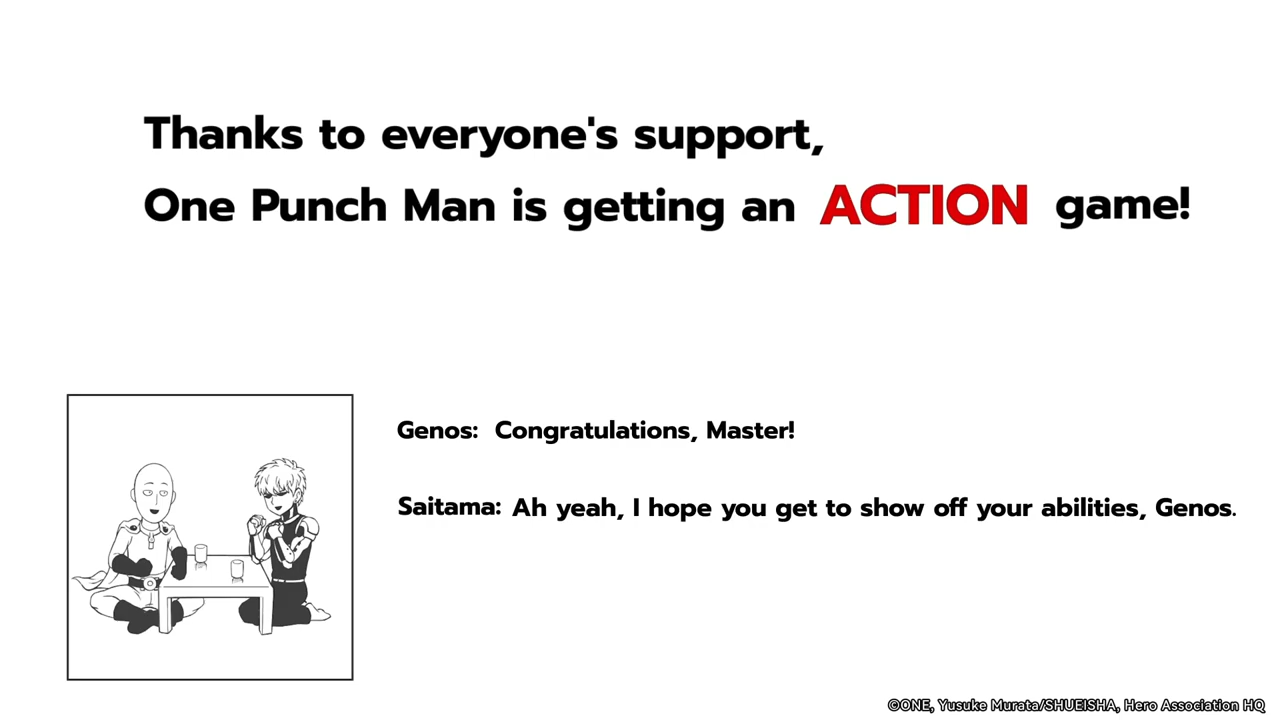 Thanks to everyone's support,
One Punch Man is getting an ACTION game!
Genos: Congratulations, Master!
Saitama: Ah yeah, I hope you get to show off your abilities, Genos.
©ONE, Yusuke Murata/SHUEISHA, Hero Association HQ